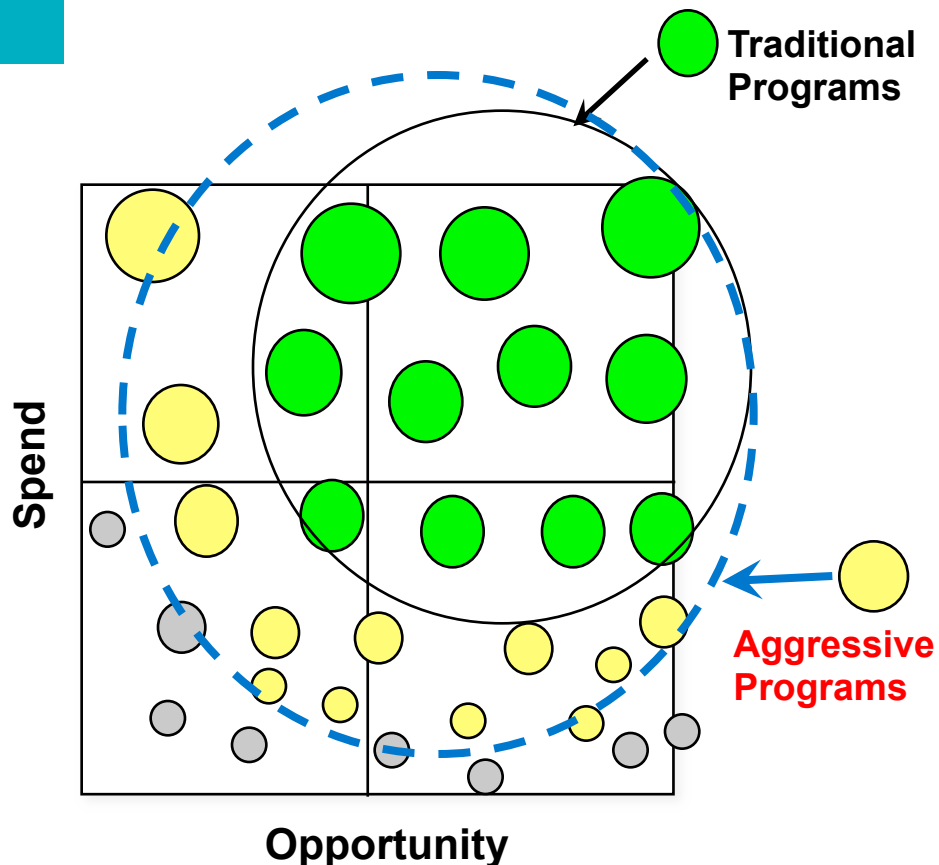 Traditional
Programs
Spend
Aggressive
Programs
Opportunity